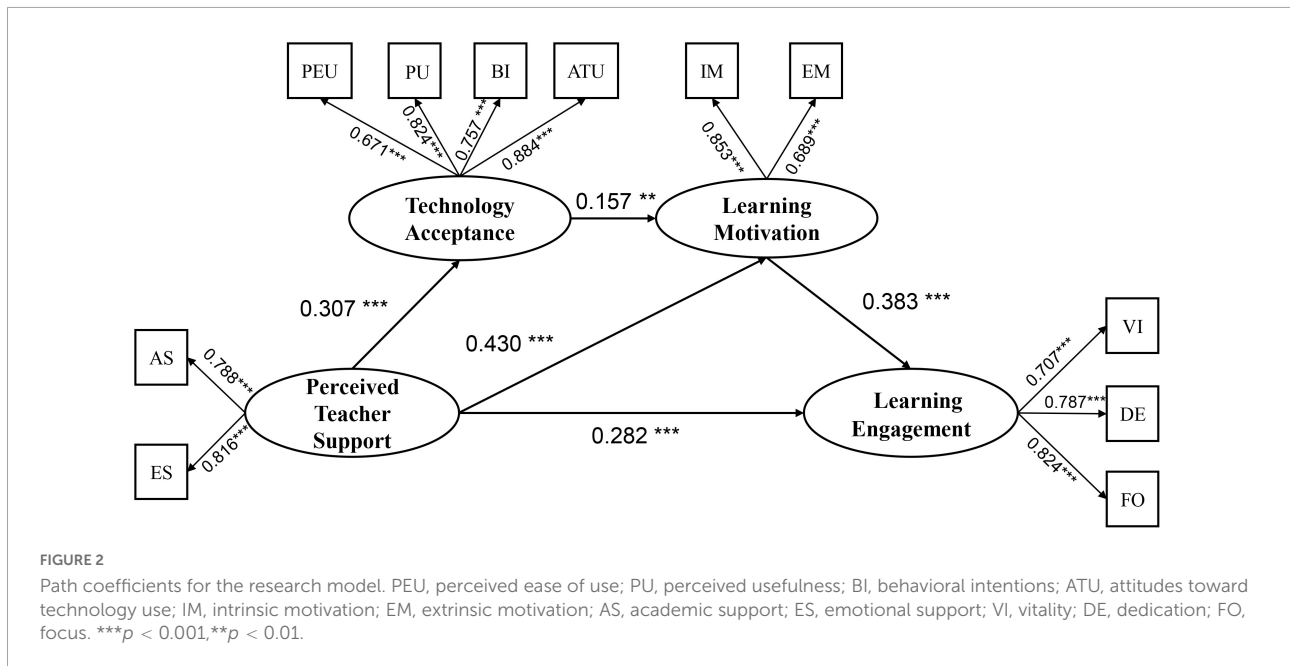 PEU PU BI ATU IM EM
0.671*** 0.824*** 0.757 *** 0.884*** 0.853*** 0.689***
Technology
Acceptance
0.157 **
Learning
Motivation
0.307 ***
0.430 ***
0.383 ***
AS
0.788***
ES
0.816***
Perceived
Teacher
Support
0.282 ***
Learning
Engagement
0.707***
VI
0.787***
DE
0.824***
FO
FIGURE 2
Path coefficients for the research model. PEU, perceived ease of use; PU, perceived usefulness; BI, behavioral intentions; ATU, attitudes toward
technology use; IM, intrinsic motivation; EM, extrinsic motivation; AS, academic support; ES, emotional support; VI, vitality; DE, dedication; FO,
focus. ***p < 0.001,**p < 0.01.